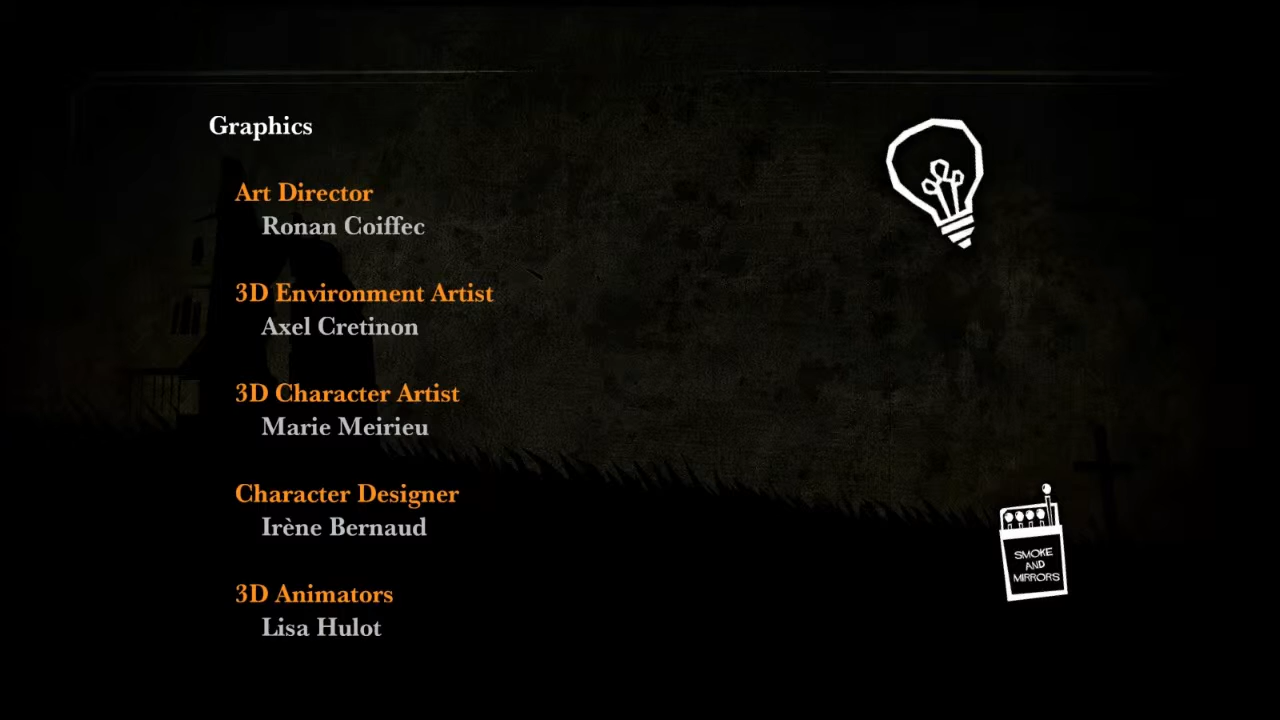 Graphics
Art Director
Ronan Coiffec
3D Environment Artist
Axel Cretinon
3D Character Artist
Marie Meirieu
Character Designer
Irène Bernaud
3D Animators
Lisa Hulot
SMOKE
AND
MIRRORS